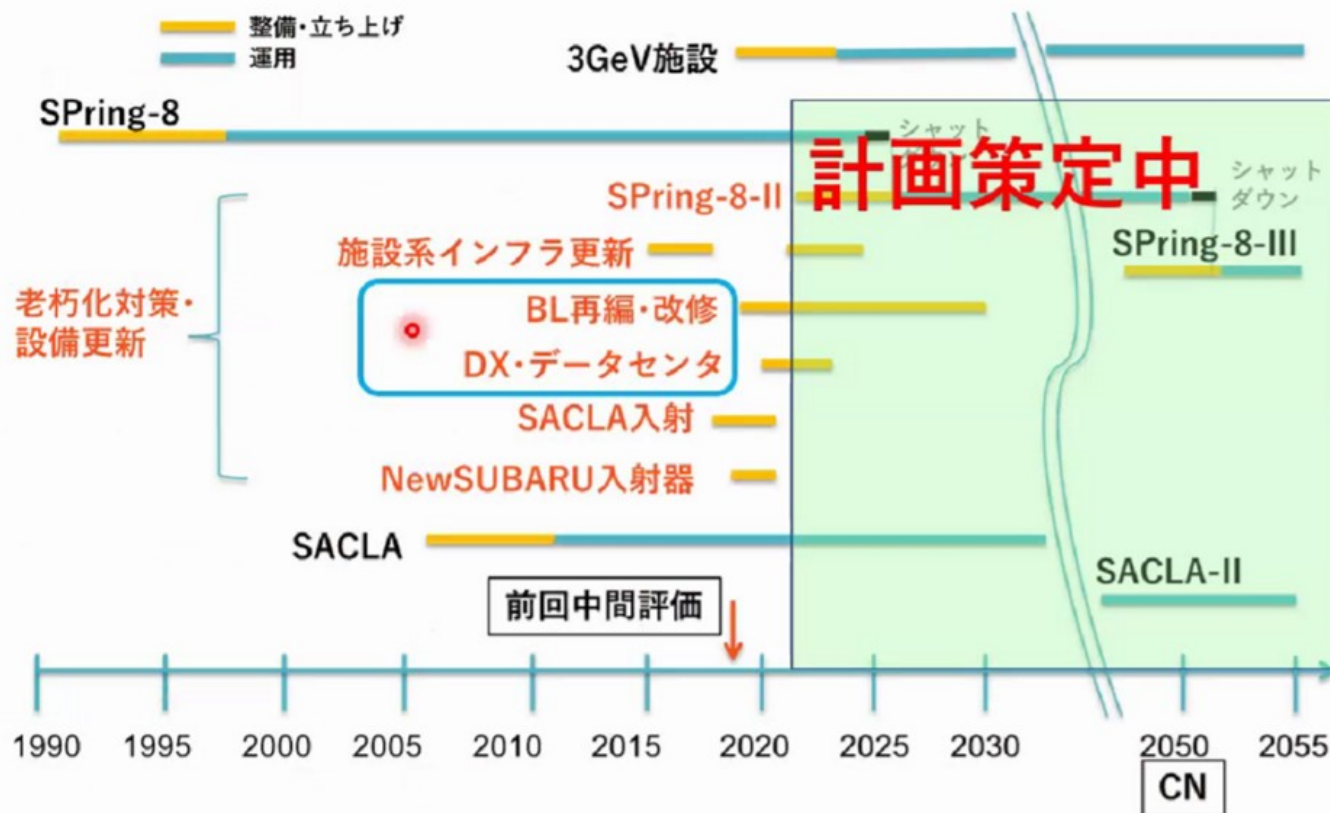 整備・立ち上げ
運用
3GeV施設
SPring-8
シャット
ダウン
計画策定中
SPring-8-II
シャット
ダウン
施設系インフラ更新
SPring-8-III
老朽化対策・
設備更新
BL再編・改修
DX・データセンタ
SACLA入射
NewSUBARU入射器
SACLA
SACLA-II
前回中間評価
1990 1995 2000 2005 2010 2015 2020 2025 2030 2050 2055
CN